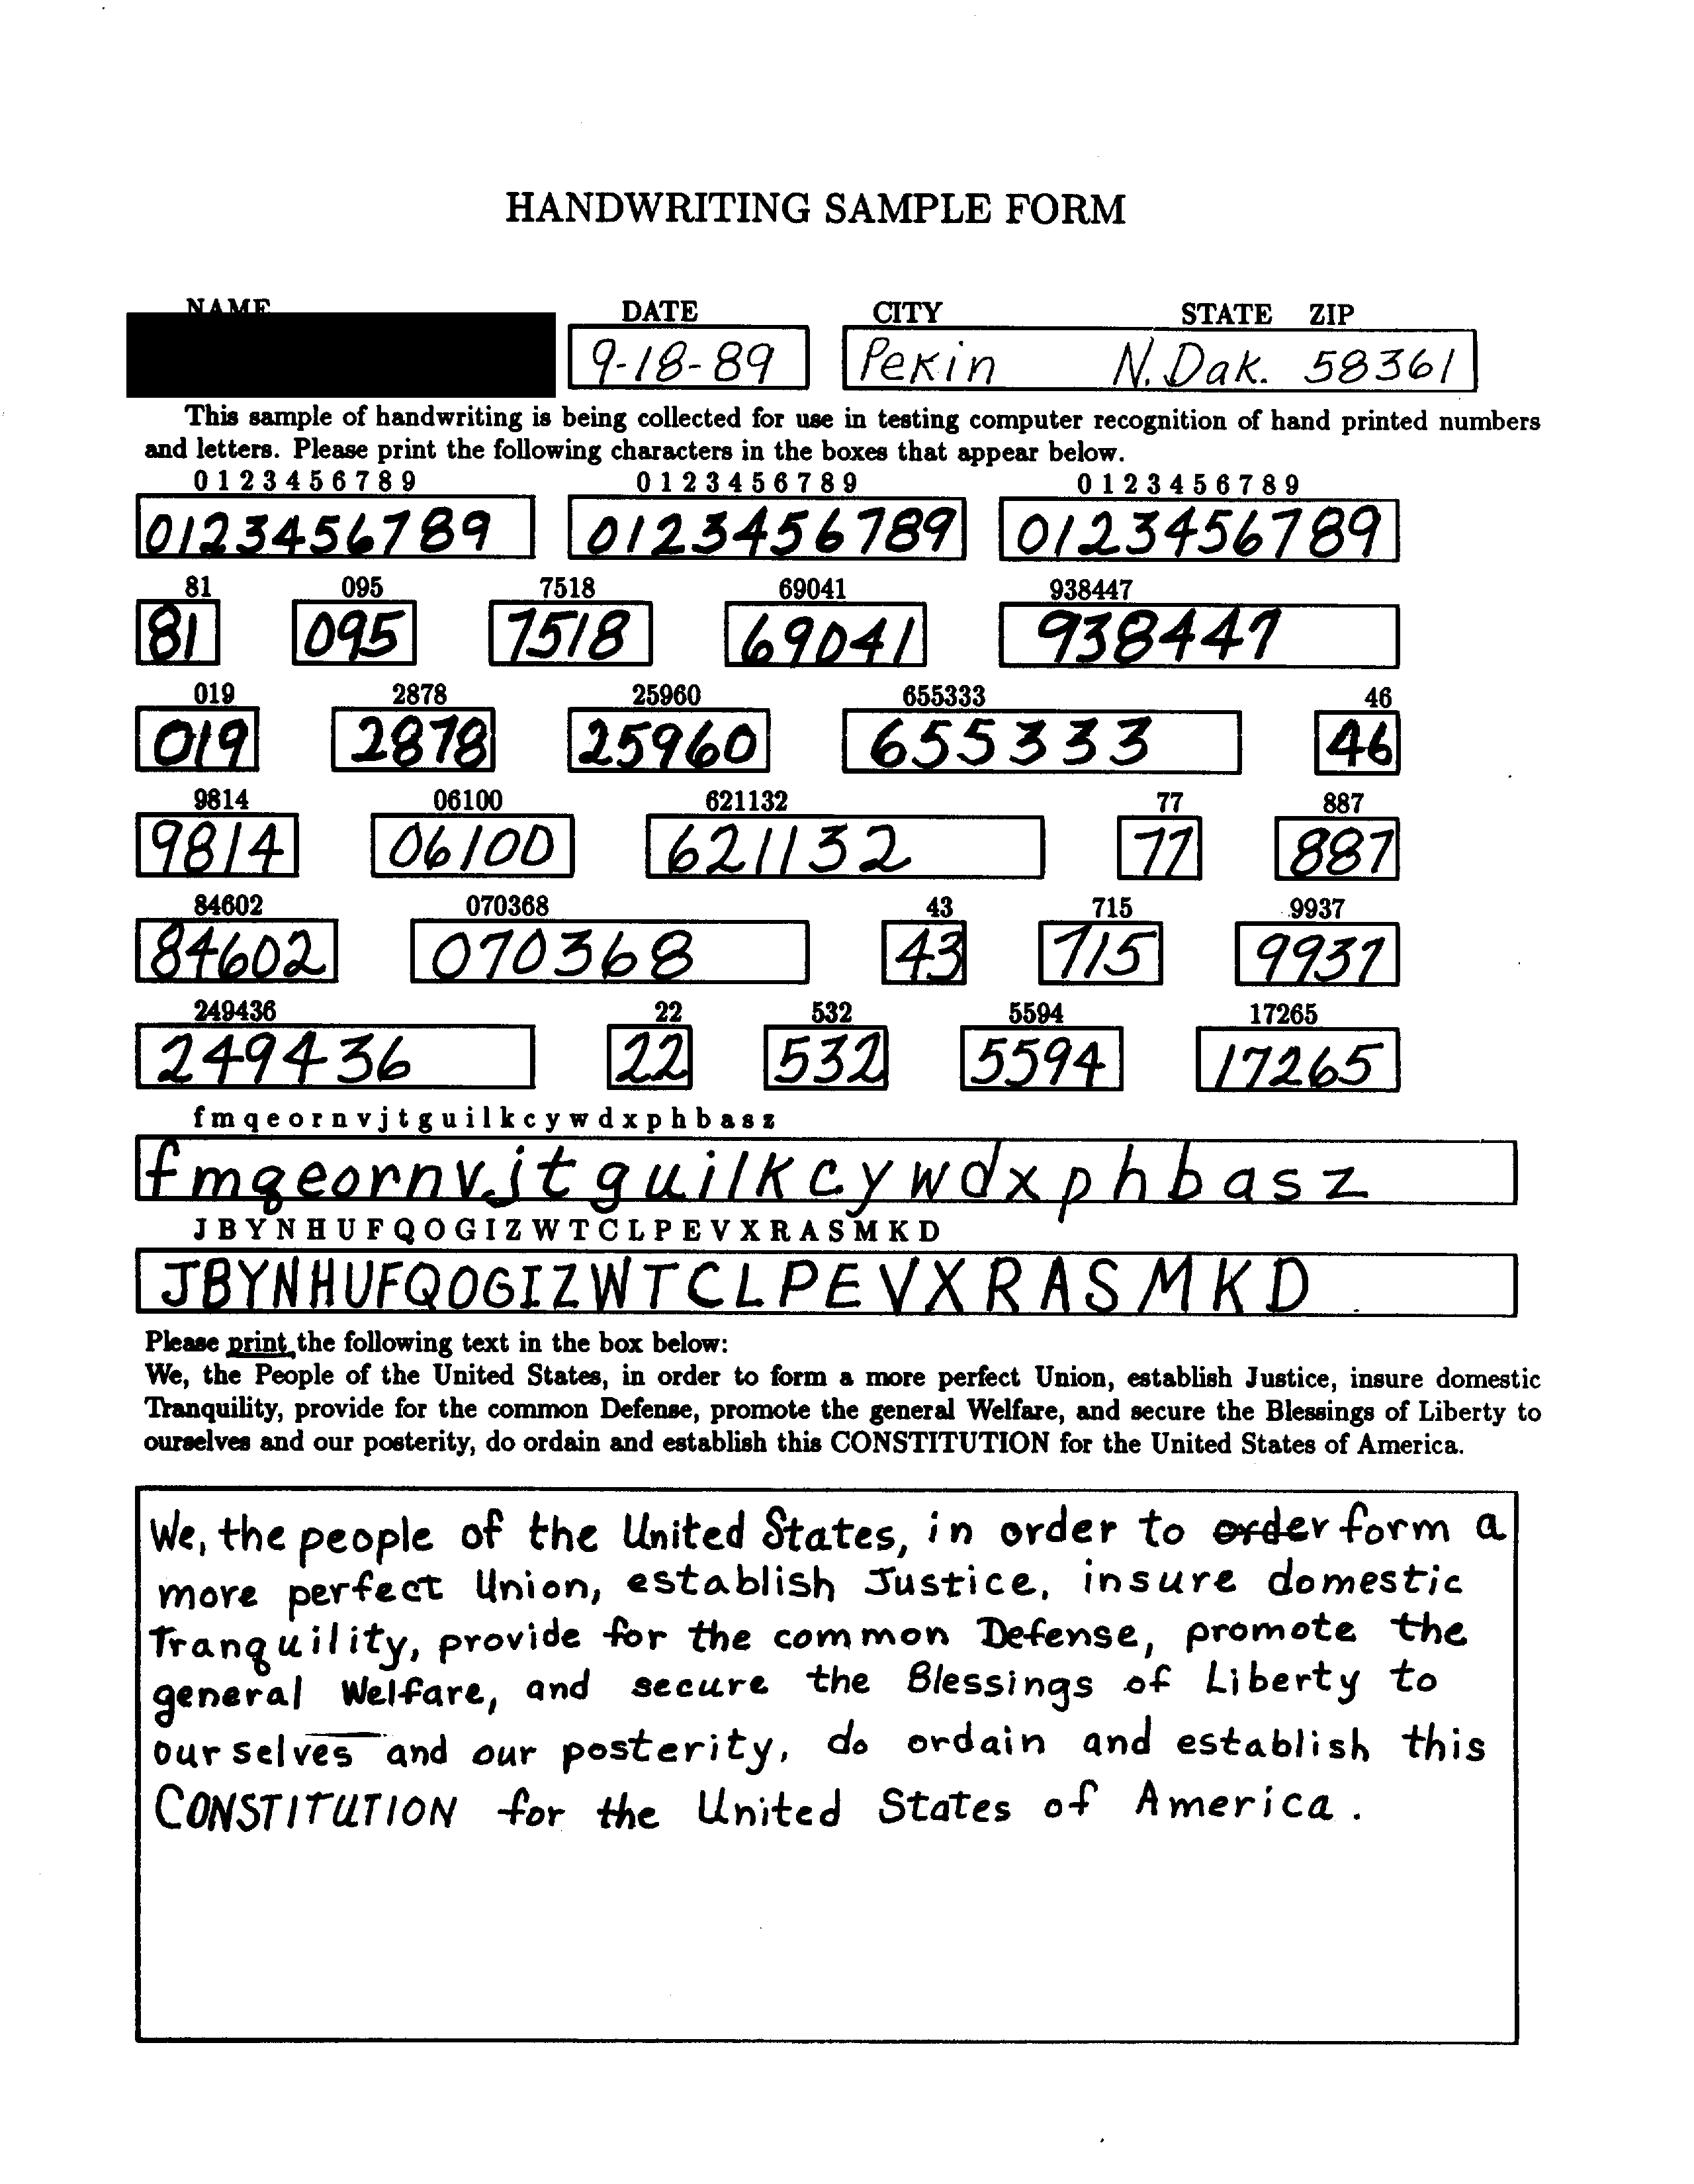 HANDWRITING SAMPLE FORM
NAME DATE CITY STATE ZIP
9-18-89 Pekin N. Dak. 58361
This sample of handwriting is being collected for use in testing computer recognition of hand printed numbers
and letters. Please print the following characters in the boxes that appear below.
0 1 2 3 4 5 6 7 8 9 0 1 2 3 4 5 6 7 8 9 0 1 2 3 4 5 6 7 8 9
0123456789 0123456789 0123456789
81 095 7518 69041 938447
81 095 7518 69041 938447
019 2878 25960 655333 46
019 2878 25960 655333 46
9814 06100 621132 77 887
9814 06100 621132 77 887
84602 070368 43 715 9937
84602 070368 43 715 9937
249436 22 532 5594 17265
249436 22 532 5594 17265
f m q e o r n v j t g u i l k c y w d x p h b a s z
f m q e o r n v j t g u i l k c y w d x p h b a s z
J B Y N H U F Q O G I Z W T C L P E V X R A S M K D
J B Y N H U F Q O G I Z W T C L P E V X R A S M K D
Please print the following text in the box below:
We, the People of the United States, in order to form a more perfect Union, establish Justice, insure domestic
Tranquility, provide for the common Defense, promote the general Welfare, and secure the Blessings of Liberty to
ourselves and our posterity, do ordain and establish this CONSTITUTION for the United States of America.
We, the people of the United States, in order to order form a
more perfect Union, establish Justice, insure domestic
Tranquility, provide for the common Defense, promote the
general Welfare, and secure the Blessings of Liberty to
ourselves and our posterity, do ordain and establish this
CONSTITUTION for the United States of America.